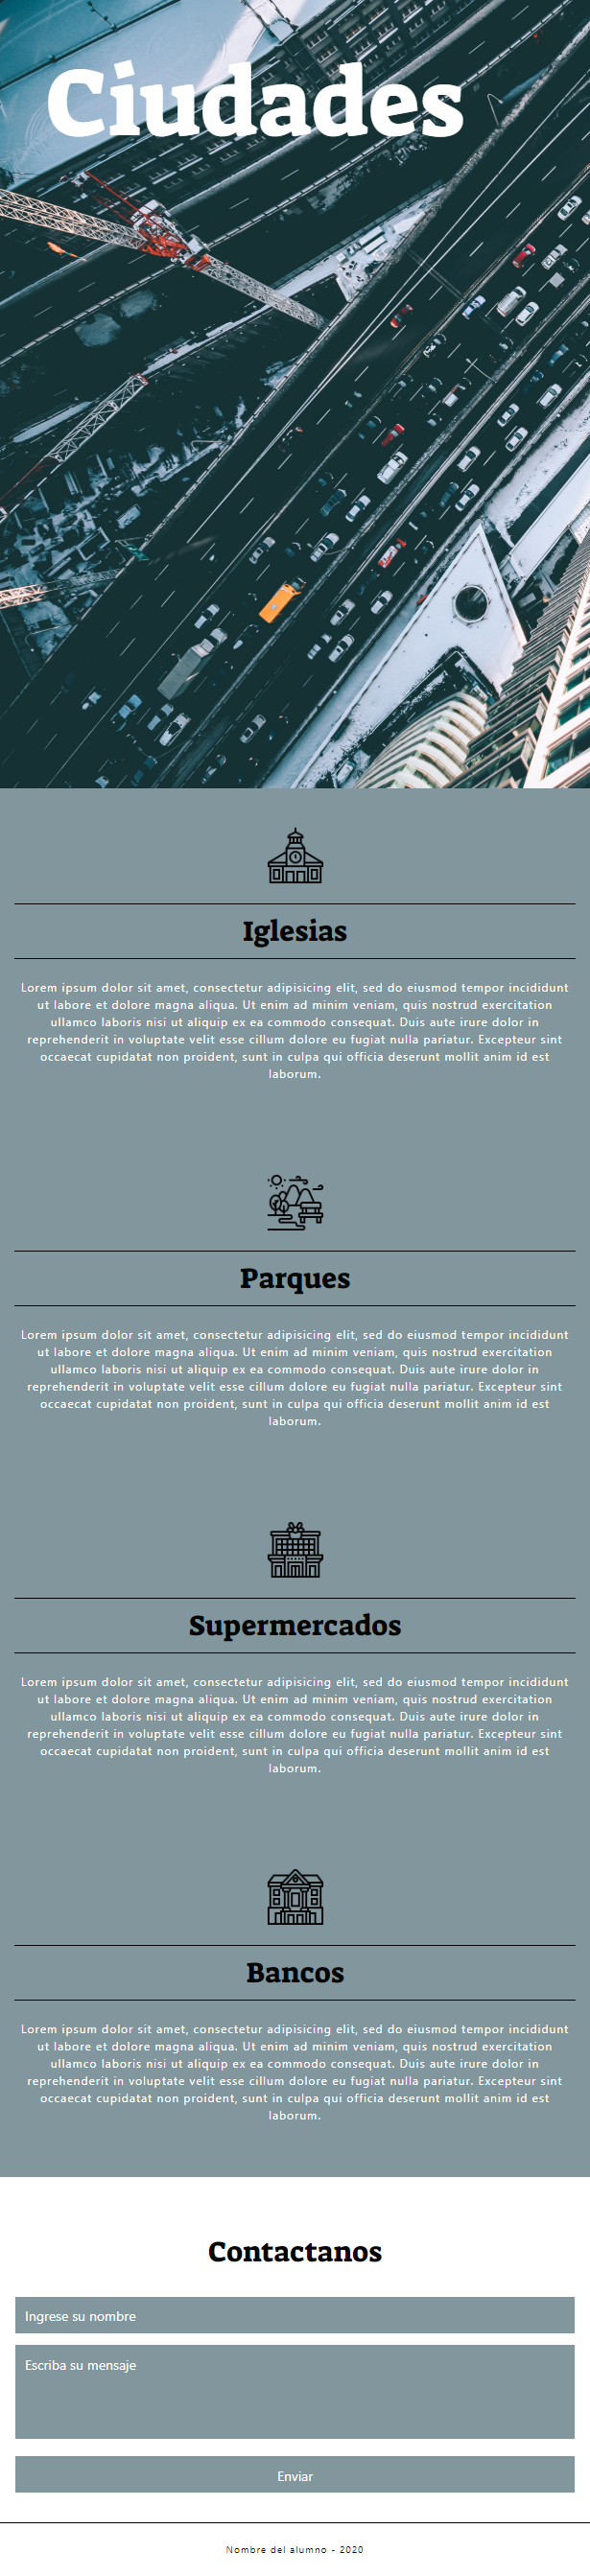 Ciudades
Iglesias
Lorem ipsum dolor sit amet, consectetur adipisicing elit, sed do eiusmod tempor incididunt
ut labore et dolore magna aliqua. Ut enim ad minim veniam, quis nostrud exercitation
ullamco laboris nisi ut aliquip ex ea commodo consequat. Duis aute irure dolor in
reprehenderit in voluptate velit esse cillum dolore eu fugiat nulla pariatur. Excepteur sint
occaecat cupidatat non proident, sunt in culpa qui officia deserunt mollit anim id est
laborum.
Parques
Lorem ipsum dolor sit amet, consectetur adipisicing elit, sed do eiusmod tempor incididunt
ut labore et dolore magna aliqua. Ut enim ad minim veniam, quis nostrud exercitation
ullamco laboris nisi ut aliquip ex ea commodo consequat. Duis aute irure dolor in
reprehenderit in voluptate velit esse cillum dolore eu fugiat nulla pariatur. Excepteur sint
occaecat cupidatat non proident, sunt in culpa qui officia deserunt mollit anim id est
laborum.
Supermercados
Lorem ipsum dolor sit amet, consectetur adipisicing elit, sed do eiusmod tempor incididunt
ut labore et dolore magna aliqua. Ut enim ad minim veniam, quis nostrud exercitation
ullamco laboris nisi ut aliquip ex ea commodo consequat. Duis aute irure dolor in
reprehenderit in voluptate velit esse cillum dolore eu fugiat nulla pariatur. Excepteur sint
occaecat cupidatat non proident, sunt in culpa qui officia deserunt mollit anim id est
laborum.
Bancos
Lorem ipsum dolor sit amet, consectetur adipisicing elit, sed do eiusmod tempor incididunt
ut labore et dolore magna aliqua. Ut enim ad minim veniam, quis nostrud exercitation
ullamco laboris nisi ut aliquip ex ea commodo consequat. Duis aute irure dolor in
reprehenderit in voluptate velit esse cillum dolore eu fugiat nulla pariatur. Excepteur sint
occaecat cupidatat non proident, sunt in culpa qui officia deserunt mollit anim id est
laborum.
Contactanos
Ingrese su nombre
Escriba su mensaje
Enviar
Nombre del alumno - 2020